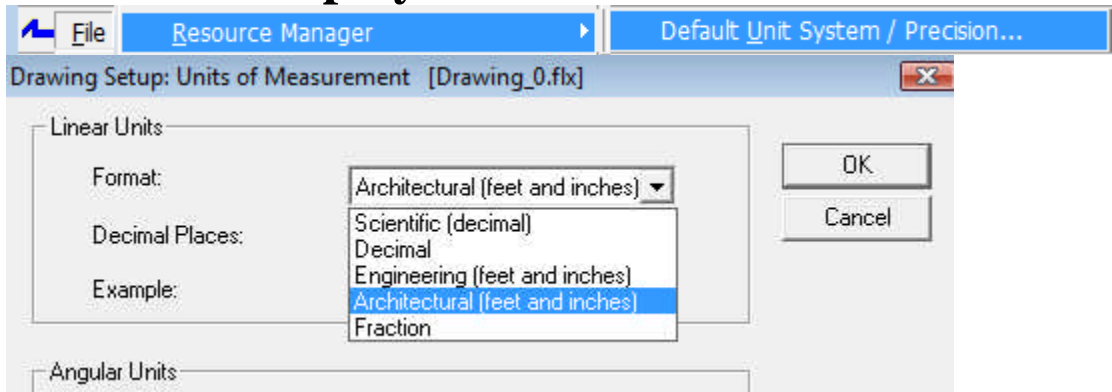 File Resource Manager Default Unit System / Precision...
Drawing Setup: Units of Measurement [Drawing_0.flx]
Linear Units
Format: Architectural (feet and inches)
OK
Decimal Places:
Scientific (decimal)
Decimal
Engineering (feet and inches)
Architectural (feet and inches)
Fraction
Cancel
Example:
Angular Units